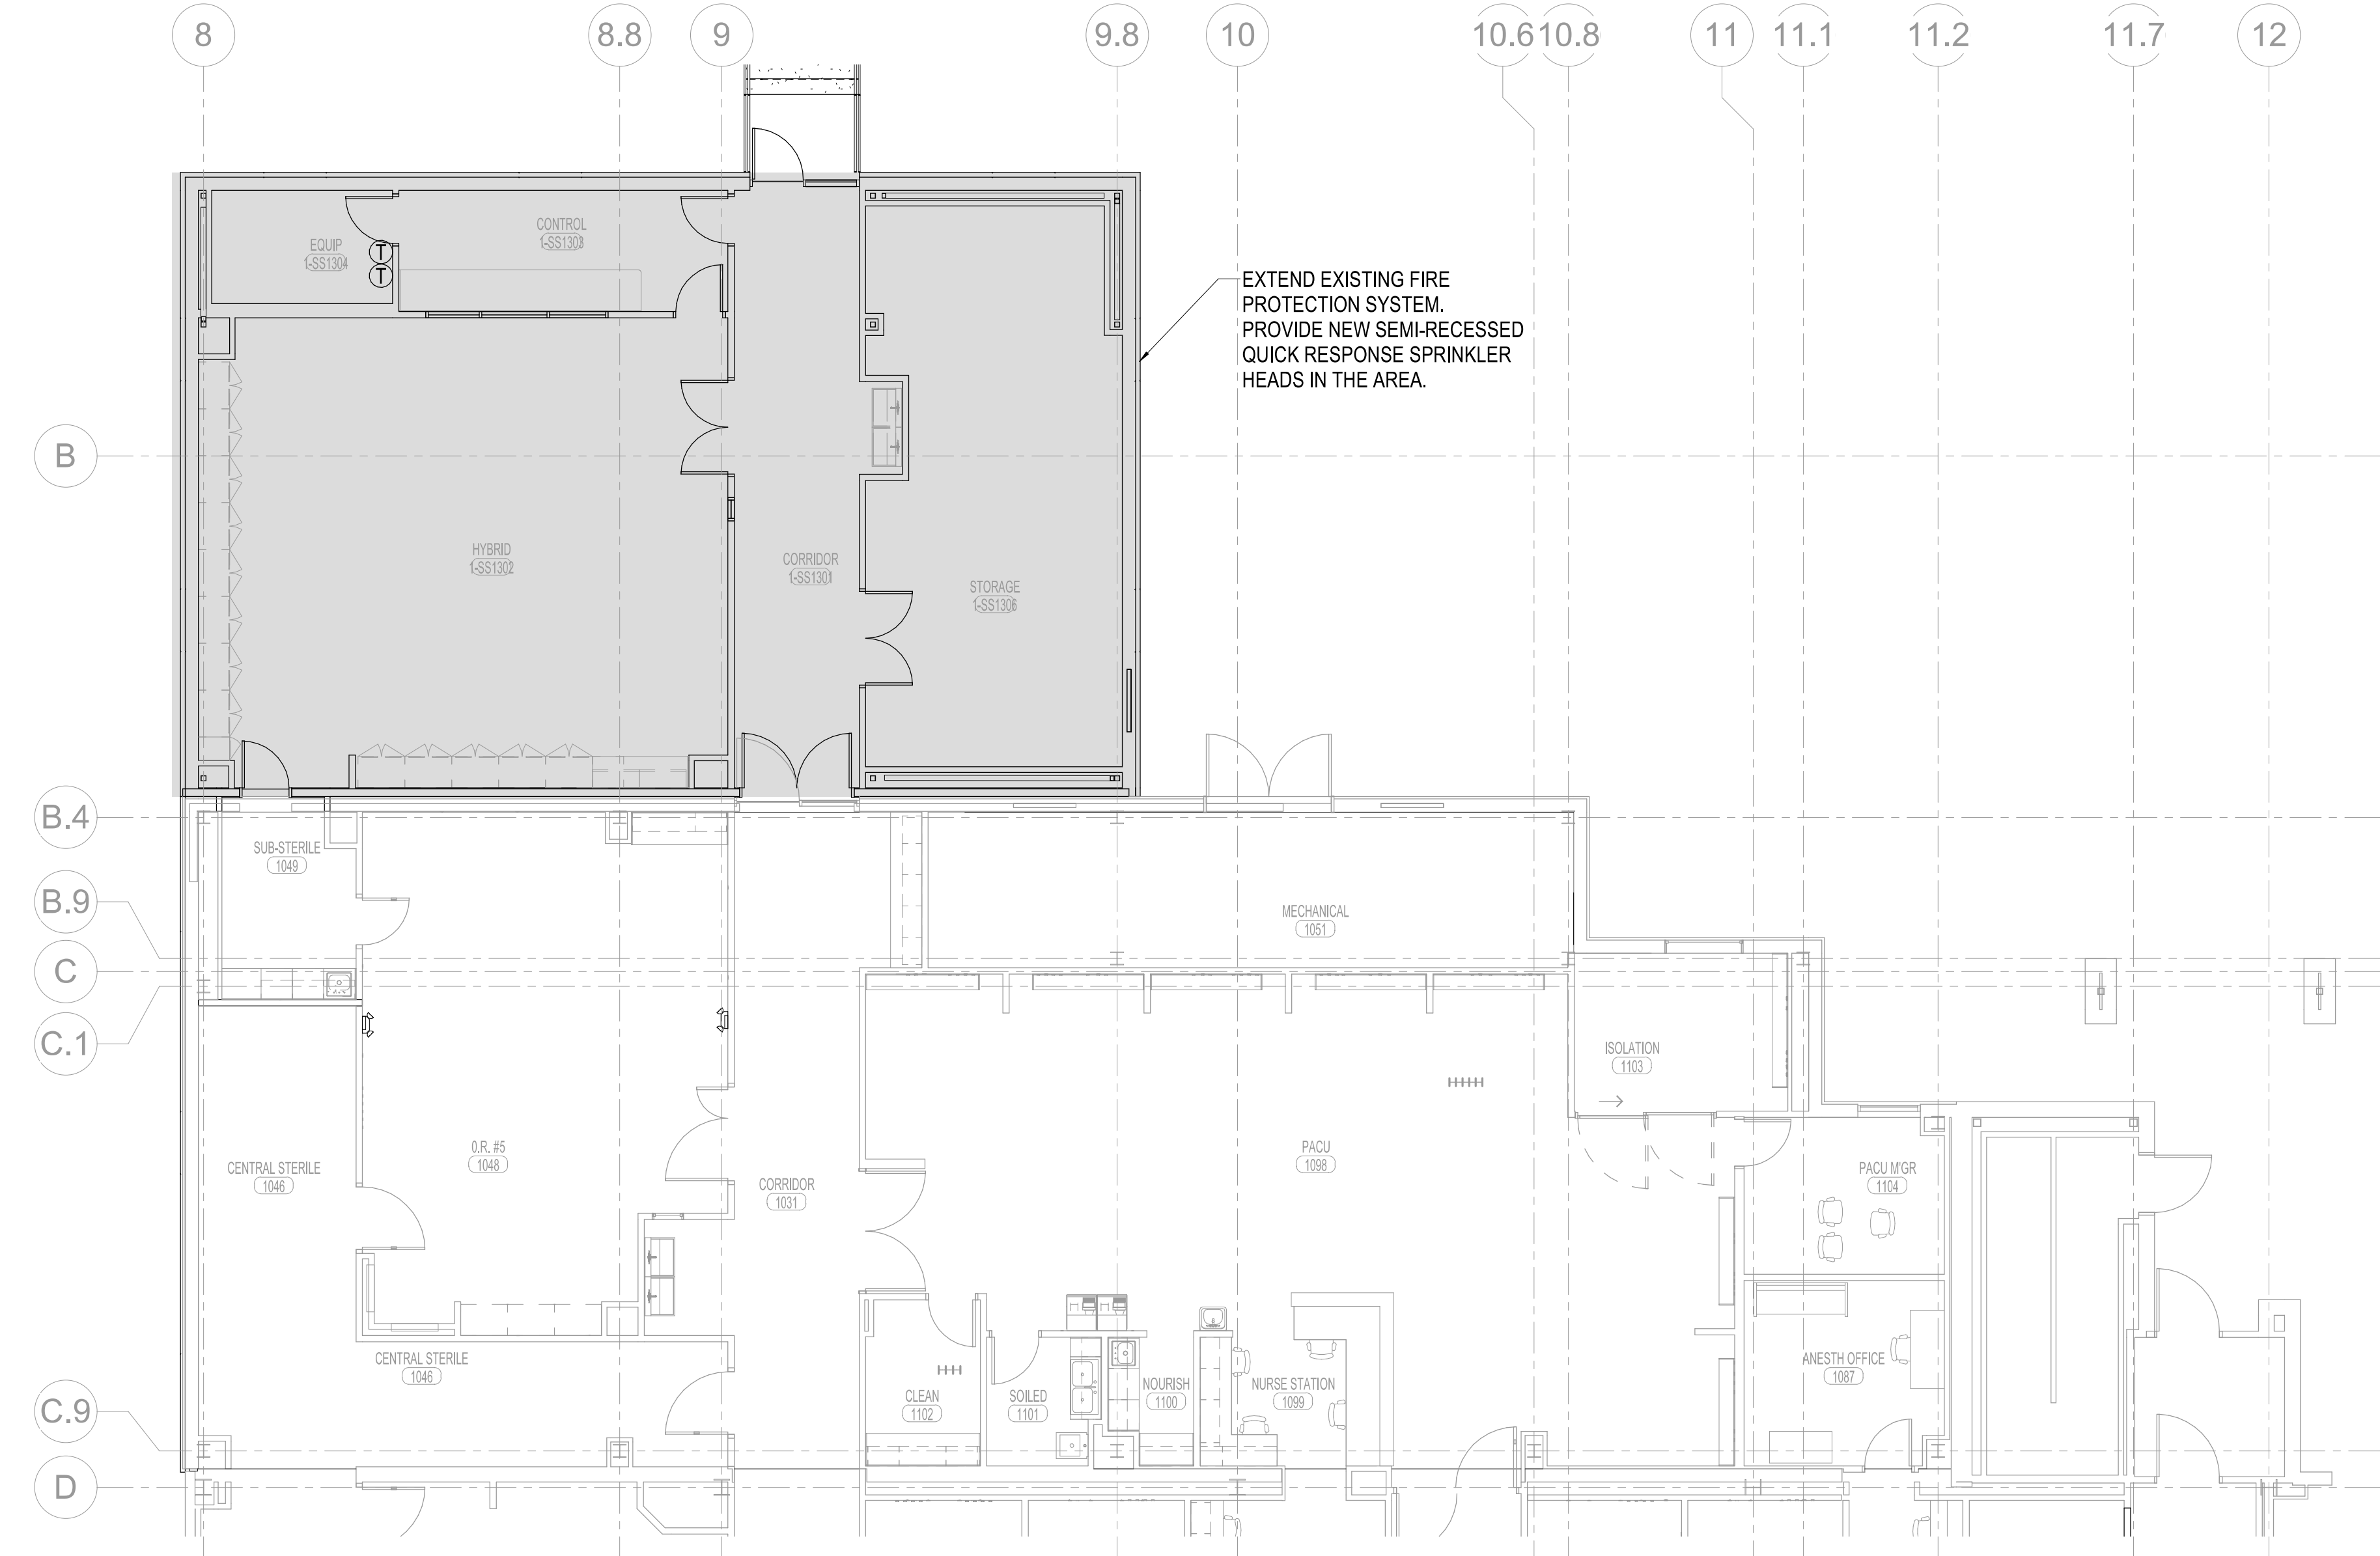 8
8.8
9
9.8
10
10.6
10.8
11
11.1
11.2
11.7
12
CONTROL
1-SS1303
EQUIP
1-SS1304
T
T
EXTEND EXISTING FIRE
PROTECTION SYSTEM.
PROVIDE NEW SEMI-RECESSED
QUICK RESPONSE SPRINKLER
HEADS IN THE AREA.
B
HYBRID
1-SS1302
CORRIDOR
1-SS1301
STORAGE
1-SS1306
B.4
SUB-STERILE
1049
B.9
MECHANICAL
1051
C
C.1
ISOLATION
1103
O.R. #5
1048
CENTRAL STERILE
1046
CORRIDOR
1031
PACU
1098
PACU M'GR
1104
CENTRAL STERILE
1046
ANESTH OFFICE
1087
CLEAN
1102
SOILED
1101
NOURISH
1100
NURSE STATION
1099
C.9
D